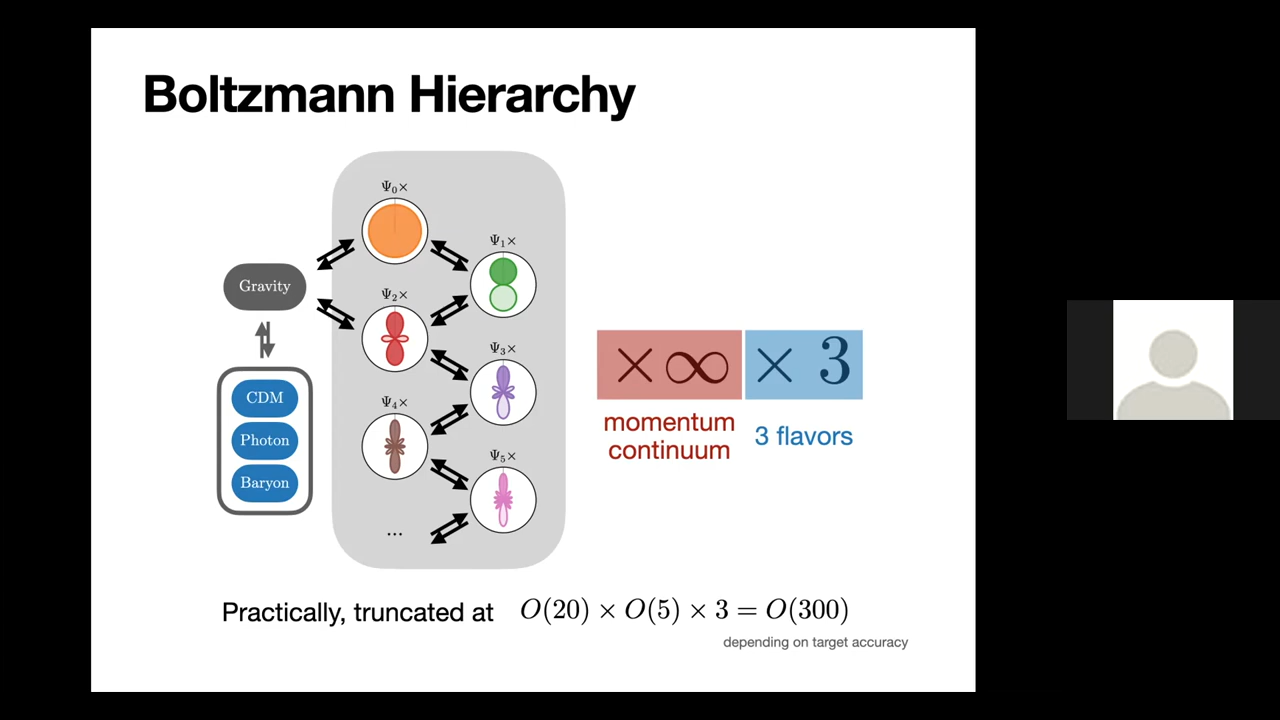 Boltzmann Hierarchy
Ψ₀×
Ψ₁×
Gravity
Ψ₂×
Ψ₃×
CDM
Ψ₄×
Photon
Baryon
Ψ₅×
...
× ∞ × 3
momentum
continuum
3 flavors
Practically, truncated at O(20) × O(5) × 3 = O(300)
depending on target accuracy